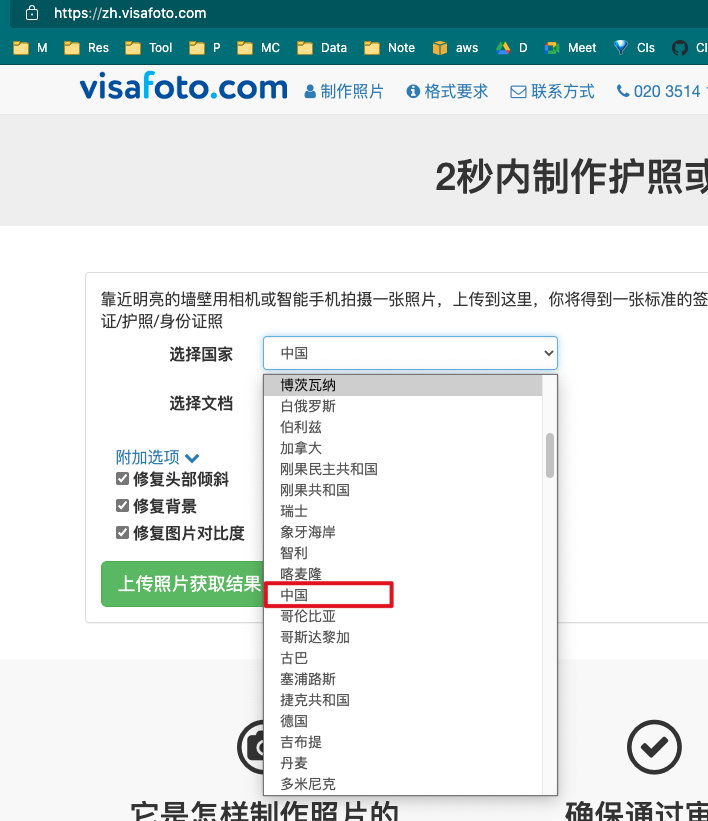 https://zh.visafoto.com
M Res Tool P MC Data Note aws D Meet Cls
visafoto.com 制作照片 格式要求 联系方式 020 3514
2秒内制作护照或
靠近明亮的墙壁用相机或智能手机拍摄一张照片，上传到这里，你将得到一张标准的签
证/护照/身份证照
选择国家 中国
选择文档
附加选项
修复头部倾斜
修复背景
修复图片对比度
上传照片获取结果
博茨瓦纳
白俄罗斯
伯利兹
加拿大
刚果民主共和国
刚果共和国
瑞士
象牙海岸
智利
喀麦隆
中国
哥伦比亚
哥斯达黎加
古巴
塞浦路斯
捷克共和国
德国
吉布提
丹麦
多米尼克
它是怎样制作照片的 确保通过审